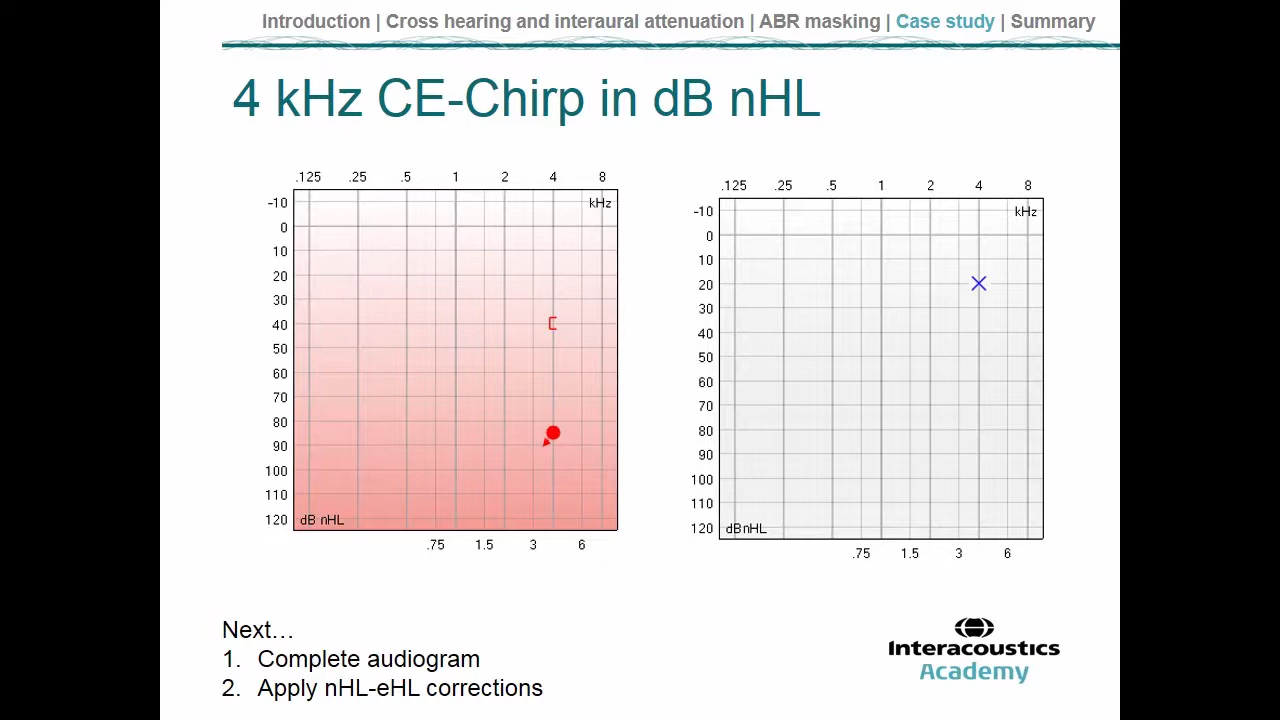 Introduction | Cross hearing and interaural attenuation | ABR masking | Case study | Summary
4 kHz CE-Chirp in dB nHL
.125 .25 .5 1 2 4 8
kHz
-10
0
10
20
30
40
50
60
70
80
90
100
110
120
dB nHL
.75 1.5 3 6
.125 .25 .5 1 2 4 8
kHz
-10
0
10
20
30
40
50
60
70
80
90
100
110
120
dBnHL
.75 1.5 3 6
Next…
1. Complete audiogram
2. Apply nHL-eHL corrections
Interacoustics
Academy